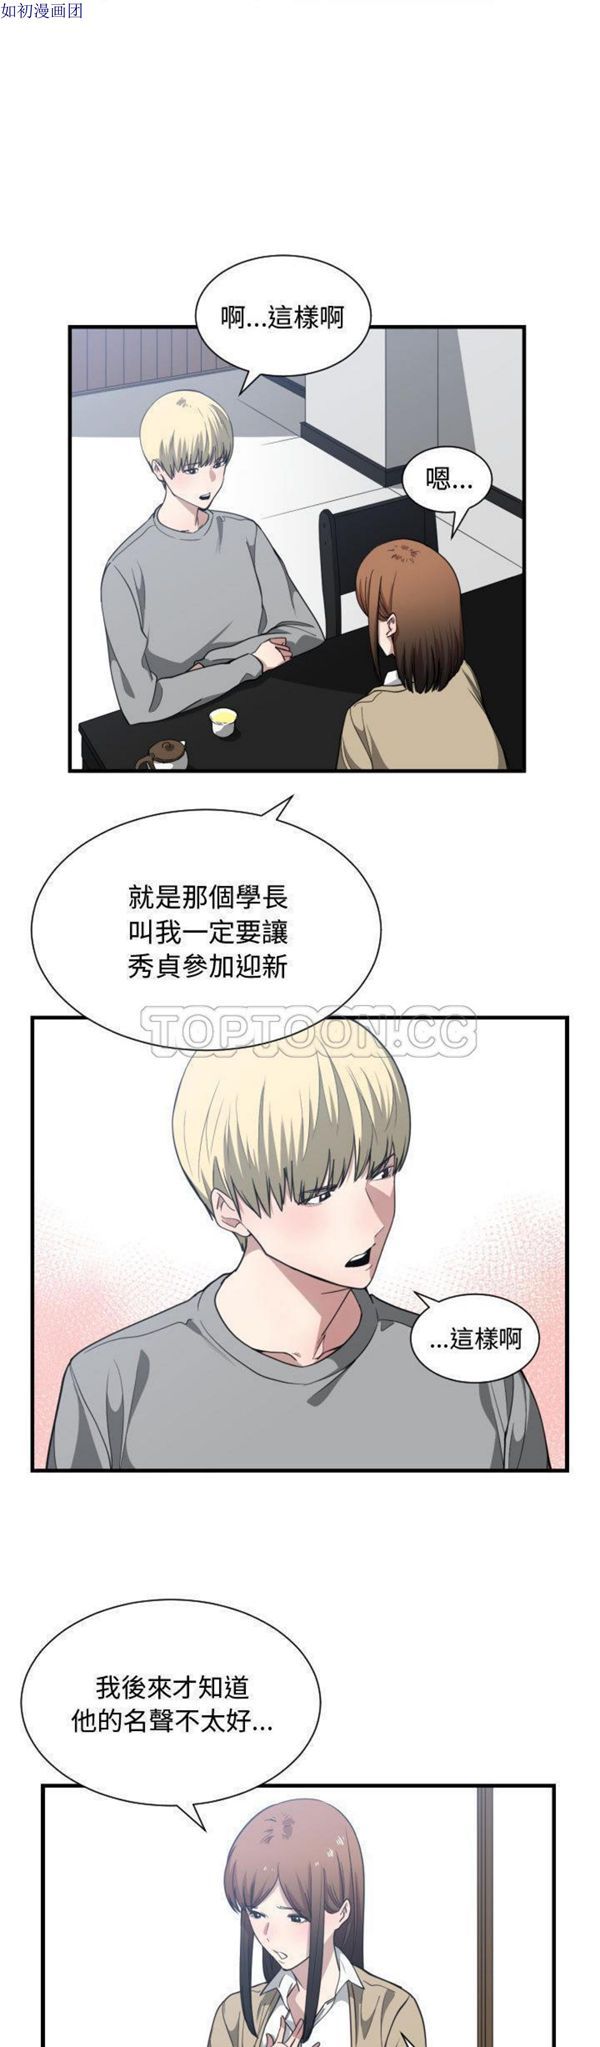 如初漫画团
啊...這樣啊
嗯...
就是那個學長
叫我一定要讓
秀貞參加迎新
TOPTOON.CC
...這樣啊
我後來才知道
他的名聲不太好...